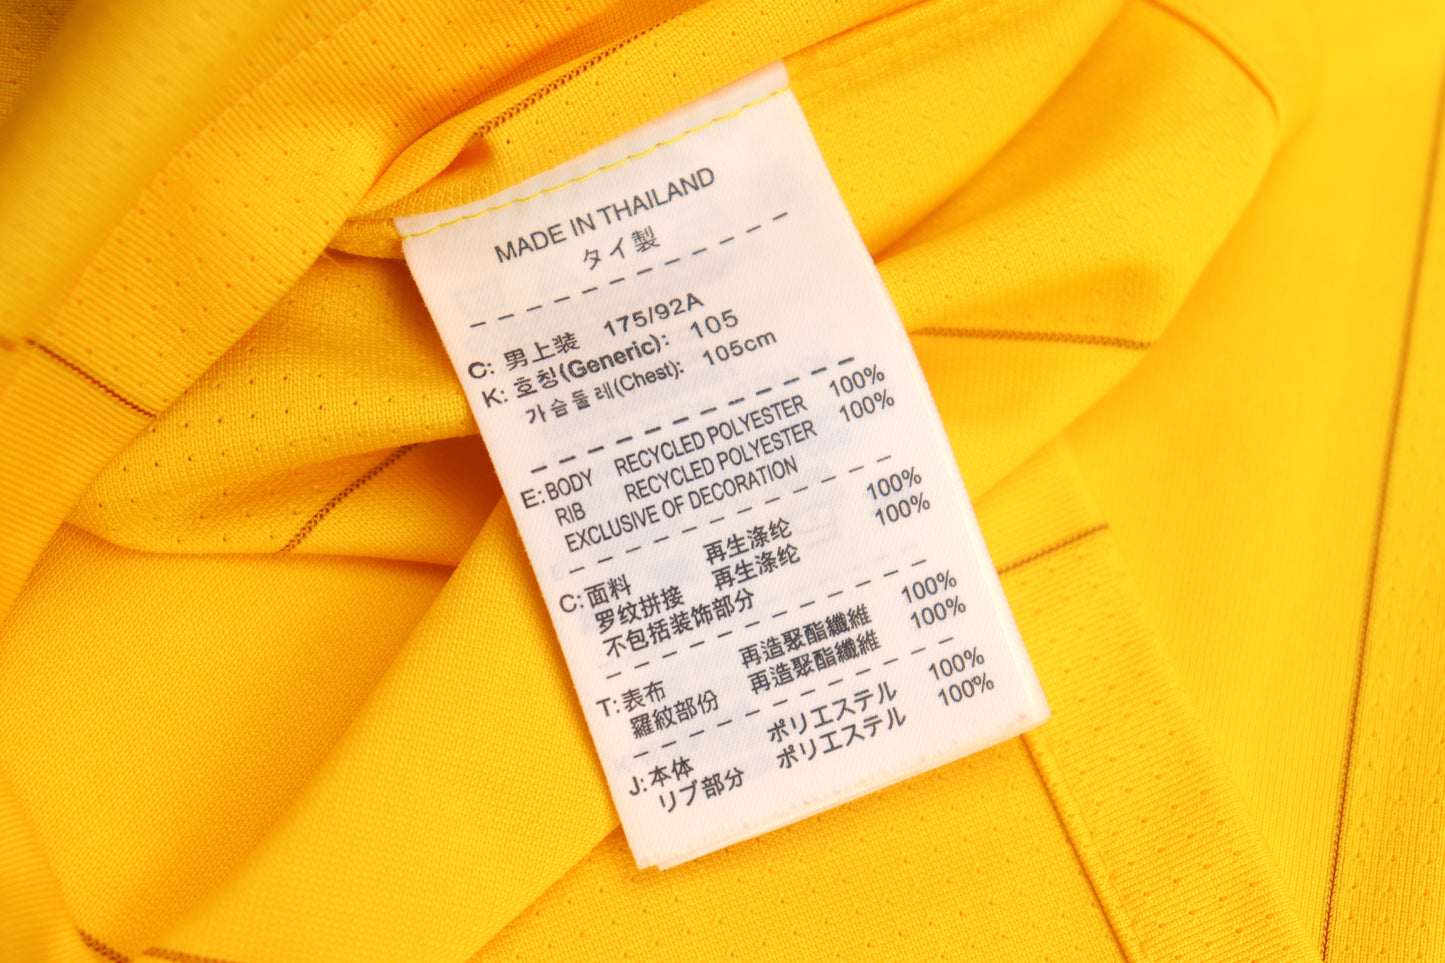 MADE IN THAILAND
タイ製
C: 男上装 175/92A
K: 호칭(Generic): 105
가슴둘레(Chest): 105cm
E: BODY RECYCLED POLYESTER 100%
RIB RECYCLED POLYESTER 100%
EXCLUSIVE OF DECORATION
C: 面料 再生涤纶 100%
罗纹拼接 再生涤纶 100%
不包括装饰部分
T: 表布 再造聚酯纖維 100%
羅紋部份 再造聚酯纖維 100%
J: 本体 ポリエステル 100%
リブ部分 ポリエステル 100%